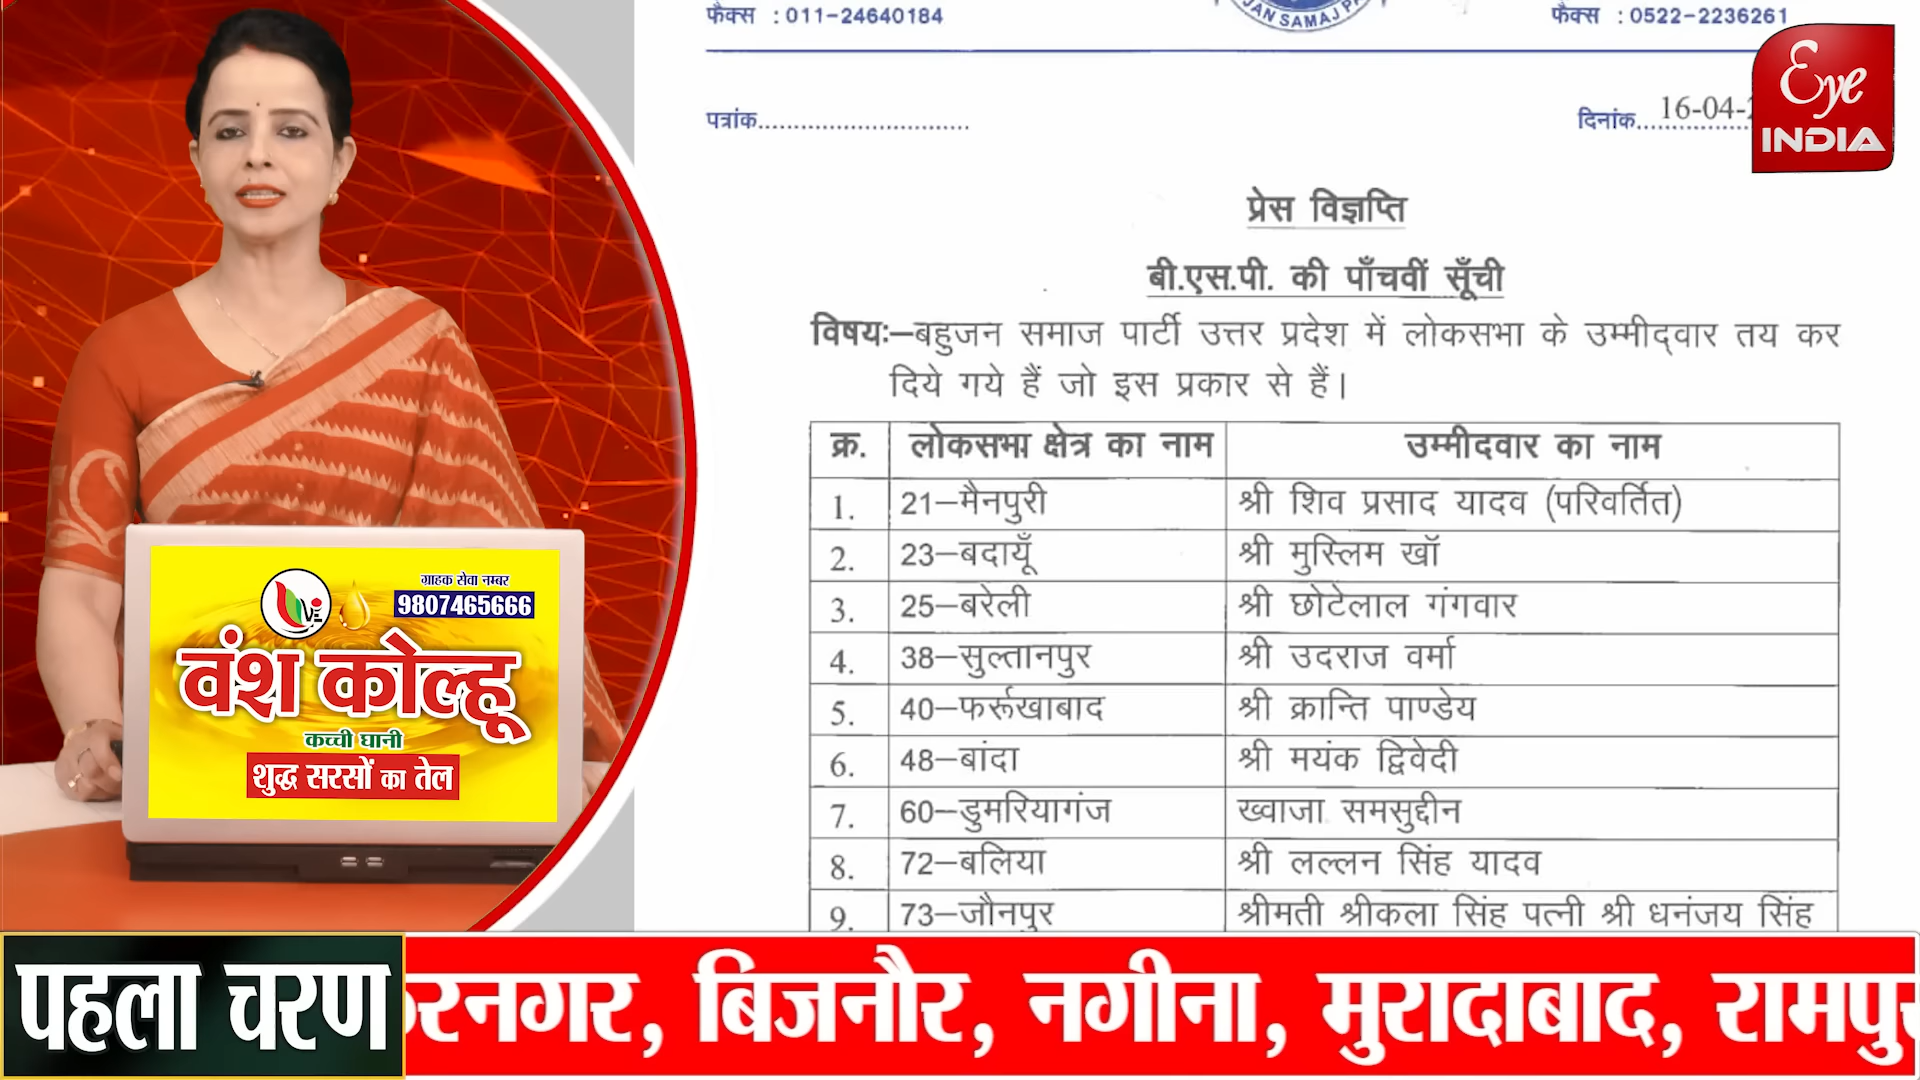 फैक्स : 011-24640184
JAN SAMAJ
फैक्स : 0522-2236261
Eye
INDIA
पत्रांक..............................
दिनांक.
16-04-
प्रेस विज्ञप्ति
बी.एस.पी. की पाँचवीं सूँची
विषयः–बहुजन समाज पार्टी उत्तर प्रदेश में लोकसभा के उम्मीद्वार तय कर
दिये गये हैं जो इस प्रकार से हैं।
क्र. लोकसभा क्षेत्र का नाम उम्मीदवार का नाम
1. 21–मैनपुरी श्री शिव प्रसाद यादव (परिवर्तित)
2. 23–बदायूँ श्री मुस्लिम खॉ
3. 25–बरेली श्री छोटेलाल गंगवार
4. 38–सुल्तानपुर श्री उदराज वर्मा
5. 40–फर्रूखाबाद श्री क्रान्ति पाण्डेय
6. 48–बांदा श्री मयंक द्विवेदी
7. 60–डुमरियागंज ख्वाजा समसुद्दीन
8. 72–बलिया श्री लल्लन सिंह यादव
9. 73–जौनपुर श्रीमती श्रीकला सिंह पत्नी श्री धनंजय सिंह
ग्राहक सेवा नम्बर
9807465666
वंश कोल्हू
कच्ची घानी
शुद्ध सरसों का तेल
पहला चरण
रनगर, बिजनौर, नगीना, मुरादाबाद, रामपुर